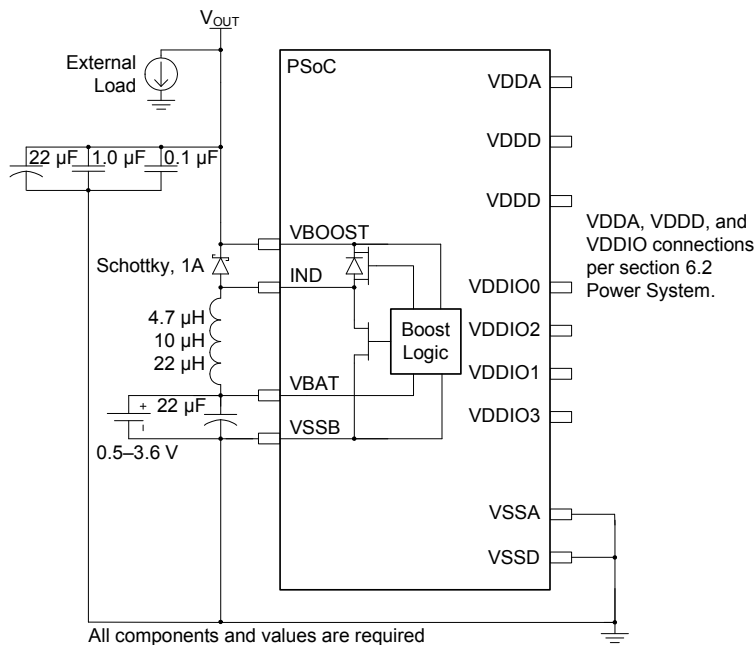 VOUT
External
Load
PSoC
VDDA
VDDD
VDDD
22 µF 1.0 µF 0.1 µF
VDDA, VDDD, and
VDDIO connections
per section 6.2
Power System.
VBOOST
Schottky, 1A
IND
VDDIO0
4.7 µH
10 µH
22 µH
Boost
Logic
VDDIO2
VDDIO1
VBAT
22 µF
VDDIO3
VSSB
+
-
0.5–3.6 V
VSSA
VSSD
All components and values are required